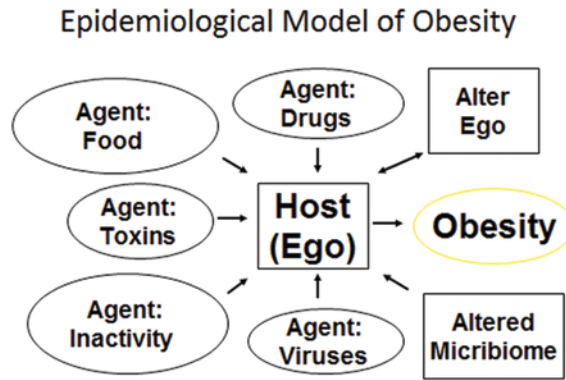 Epidemiological Model of Obesity
Agent:
Food
Agent:
Drugs
Alter
Ego
Agent:
Toxins
Host
(Ego)
Obesity
Agent:
Inactivity
Agent:
Viruses
Altered
Micribiome